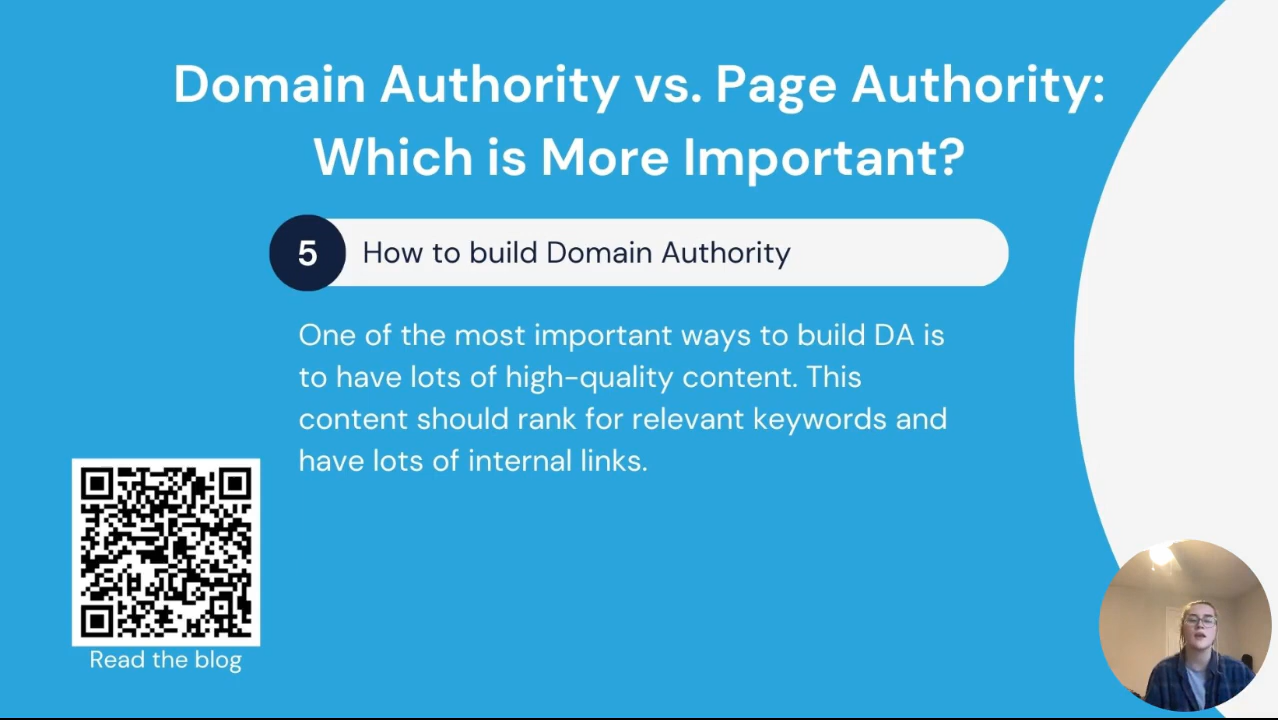 Domain Authority vs. Page Authority:
Which is More Important?
5 How to build Domain Authority
One of the most important ways to build DA is
to have lots of high-quality content. This
content should rank for relevant keywords and
have lots of internal links.
Read the blog